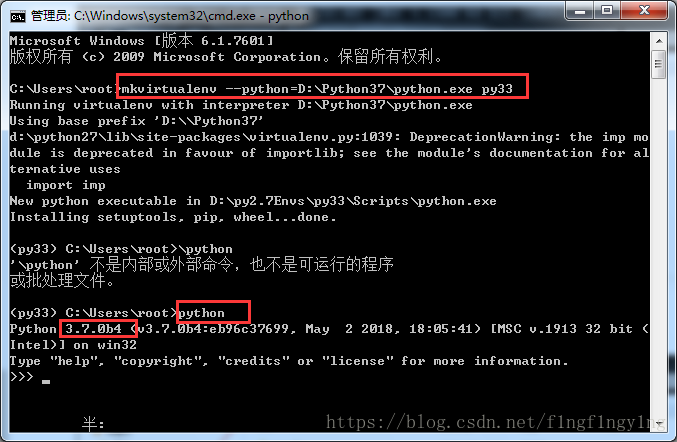 管理员: C:\Windows\system32\cmd.exe - python
Microsoft Windows [版本 6.1.7601]
版权所有 (c) 2009 Microsoft Corporation。保留所有权利。
C:\Users\root>mkvirtualenv --python=D:\Python37\python.exe py33
Running virtualenv with interpreter D:\Python37\python.exe
Using base prefix 'D:\\Python37'
d:\python27\lib\site-packages\virtualenv.py:1039: DeprecationWarning: the imp mo
dule is deprecated in favour of importlib; see the module's documentation for al
ternative uses
  import imp
New python executable in D:\py2.7Envs\py33\Scripts\python.exe
Installing setuptools, pip, wheel...done.
(py33) C:\Users\root>\python
'\python' 不是内部或外部命令，也不是可运行的程序
或批处理文件。
(py33) C:\Users\root>python
Python 3.7.0b4 (v3.7.0b4:eb96c37699, May  2 2018, 18:05:41) [MSC v.1913 32 bit (
Intel)] on win32
Type "help", "copyright", "credits" or "license" for more information.
>>>
半:
https://blog.csdn.net/f1ngf1ngy1ng